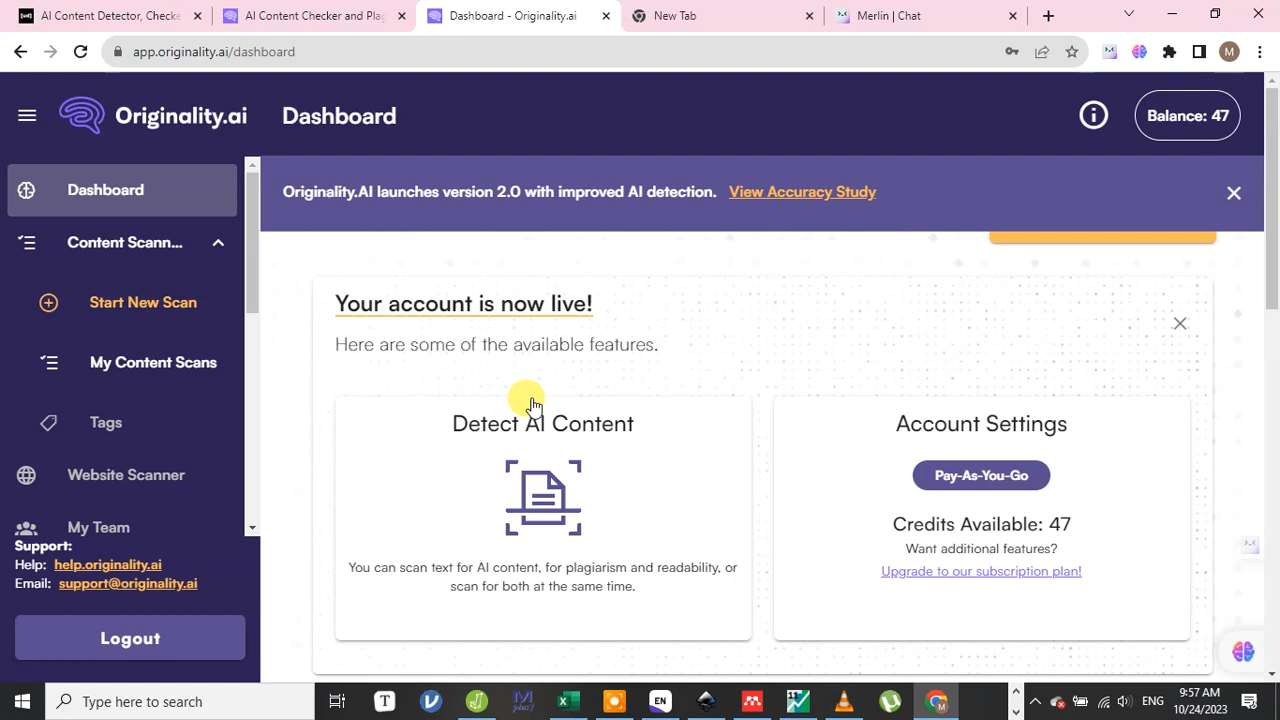 AI Content Detector, Checke
AI Content Checker and Plag
Dashboard - Originality.ai
New Tab
Merlin | Chat
app.originality.ai/dashboard
M
Originality.ai
Dashboard
Balance: 47
Dashboard
Originality.AI launches version 2.0 with improved AI detection. View Accuracy Study
Content Scann...
Start New Scan
My Content Scans
Tags
Website Scanner
My Team
Support:
Help: help.originality.ai
Email: support@originality.ai
Logout
Your account is now live!
Here are some of the available features.
Detect AI Content
You can scan text for AI content, for plagiarism and readability, or
scan for both at the same time.
Account Settings
Pay-As-You-Go
Credits Available: 47
Want additional features?
Upgrade to our subscription plan!
Type here to search
EN
ENG
9:57 AM
10/24/2023